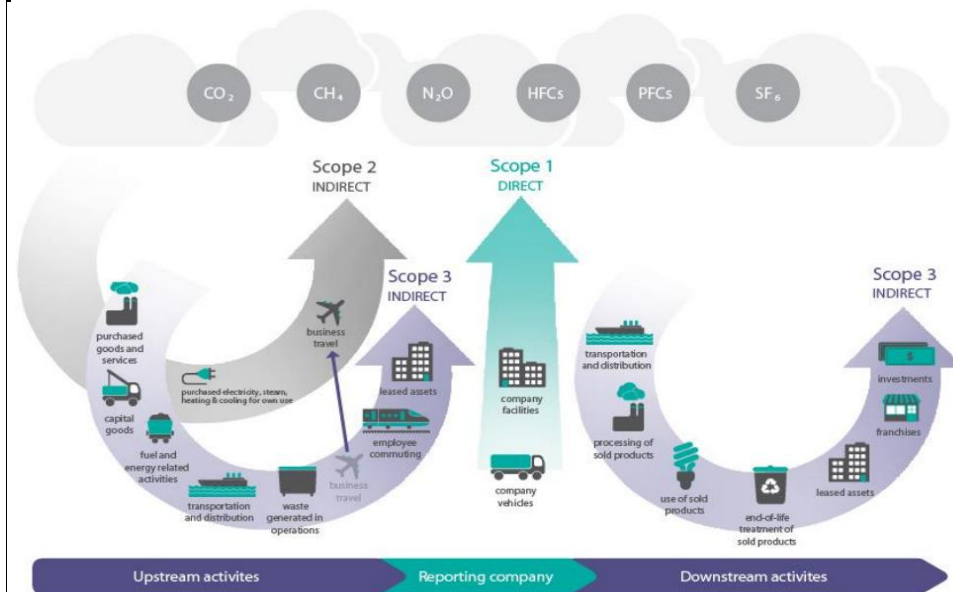 CO₂
CH₄
N₂O
HFCs
PFCs
SF₆
Scope 2
INDIRECT
Scope 1
DIRECT
Scope 3
INDIRECT
Scope 3
INDIRECT
purchased
goods and
services
capital
goods
fuel and
energy related
activities
transportation
and distribution
waste
generated in
operations
business
travel
employee
commuting
leased assets
purchased electricity, steam,
heating & cooling for own use
business
travel
company
facilities
company
vehicles
transportation
and distribution
processing of
sold products
use of sold
products
end-of-life
treatment of
sold products
leased assets
franchises
$
investments
Upstream activites
Reporting company
Downstream activites